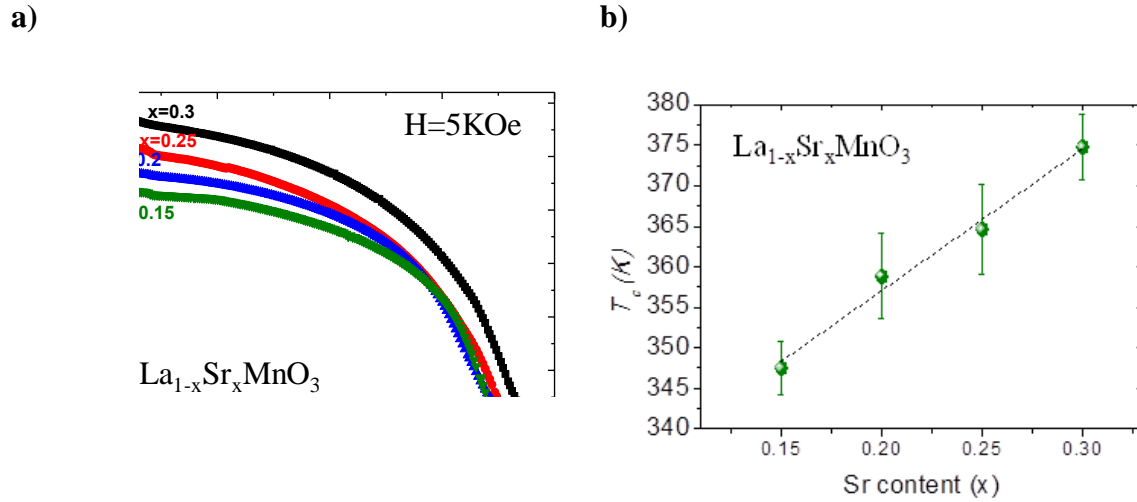 a)
b)
x=0.3
H=5KOe
x=0.25
0.2
0.15
La1-xSrxMnO3
380
375
370
365
360
355
350
345
340
Tc (K)
La1-xSrxMnO3
0.15 0.20 0.25 0.30
Sr content (x)